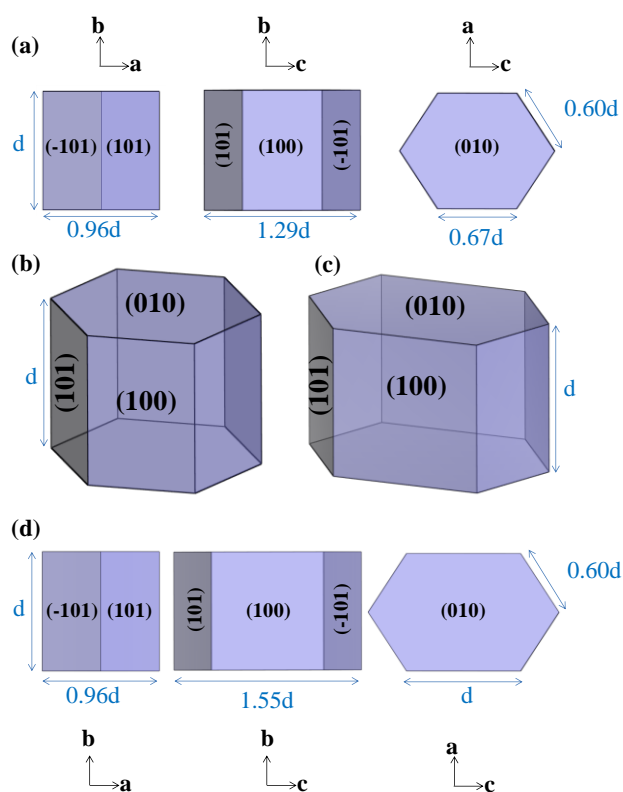 (a)
b
a
b
c
a
c
d
(-101) (101)
(101)
(100)
(-101)
(010)
0.60d
0.96d
1.29d
0.67d
(b)
(c)
(010)
(010)
d
(101)
(100)
(101)
(100)
d
(d)
d
(-101) (101)
(101)
(100)
(-101)
(010)
0.60d
0.96d
1.55d
d
b
a
b
c
a
c